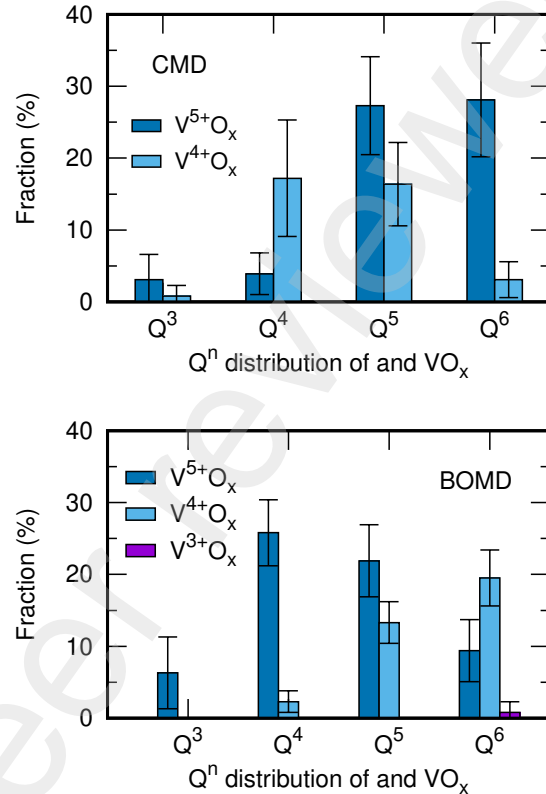 40
30
20
10
0
Fraction (%)
CMD
V⁵⁺Oₓ
V⁴⁺Oₓ
Q³ Q⁴ Q⁵ Q⁶
Qⁿ distribution of and VOₓ
40
30
20
10
0
Fraction (%)
BOMD
V⁵⁺Oₓ
V⁴⁺Oₓ
V³⁺Oₓ
Q³ Q⁴ Q⁵ Q⁶
Qⁿ distribution of and VOₓ
eer reviewe